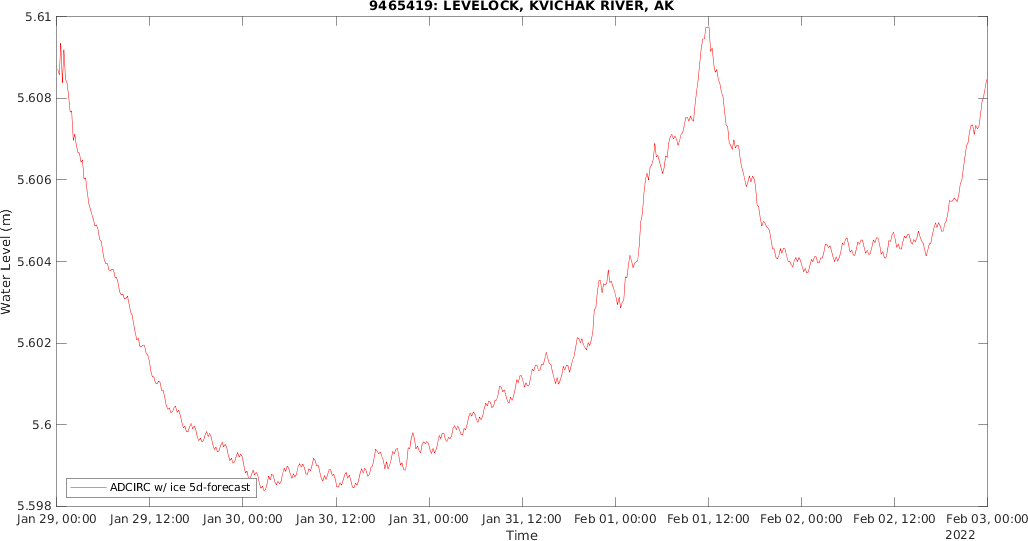 9465419: LEVELOCK, KVICHAK RIVER, AK
5.61
5.608
5.606
5.604
5.602
5.6
5.598
Water Level (m)
ADCIRC w/ ice 5d-forecast
Jan 29, 00:00 Jan 29, 12:00 Jan 30, 00:00 Jan 30, 12:00 Jan 31, 00:00 Jan 31, 12:00 Feb 01, 00:00 Feb 01, 12:00 Feb 02, 00:00 Feb 02, 12:00 Feb 03, 00:00
Time
2022